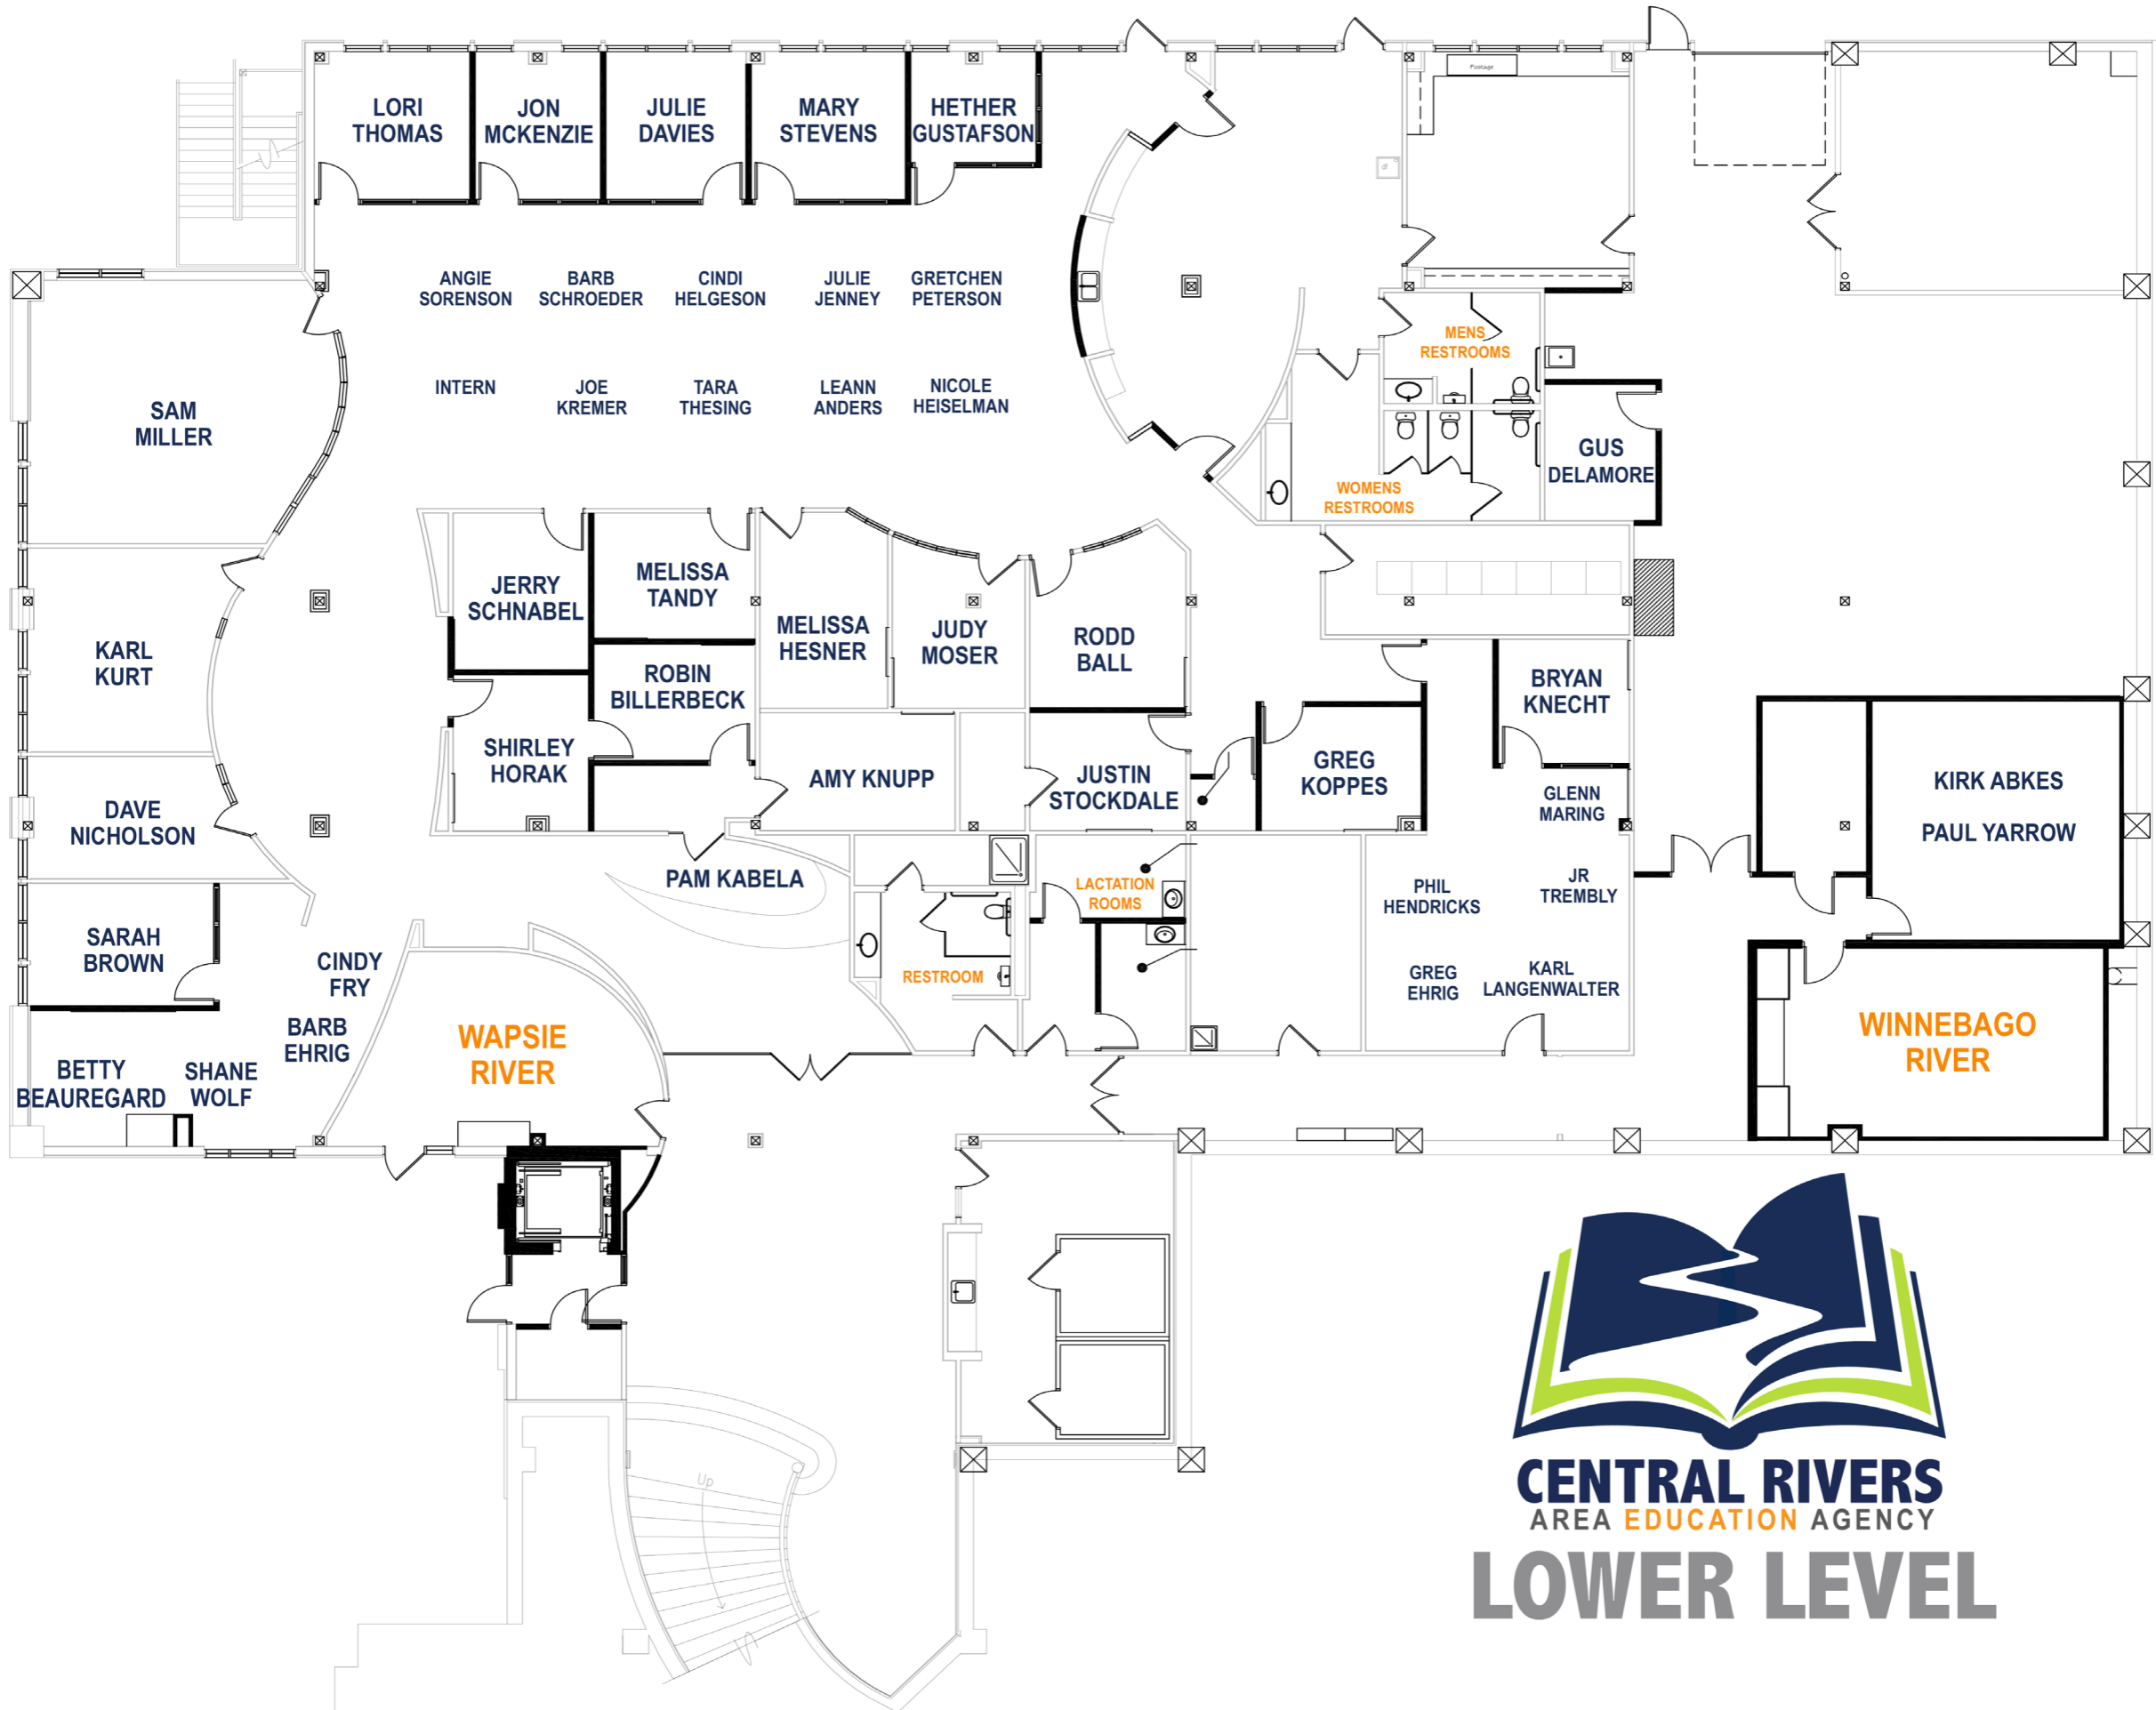 Footage
LORI
THOMAS
JON
MCKENZIE
JULIE
DAVIES
MARY
STEVENS
HETHER
GUSTAFSON
ANGIE
SORENSON
BARB
SCHROEDER
CINDI
HELGESON
JULIE
JENNEY
GRETCHEN
PETERSON
INTERN
JOE
KREMER
TARA
THESING
LEANN
ANDERS
NICOLE
HEISELMAN
MENS
RESTROOMS
WOMENS
RESTROOMS
GUS
DELAMORE
SAM
MILLER
KARL
KURT
JERRY
SCHNABEL
MELISSA
TANDY
MELISSA
HESNER
JUDY
MOSER
RODD
BALL
ROBIN
BILLERBECK
SHIRLEY
HORAK
AMY KNUPP
JUSTIN
STOCKDALE
GREG
KOPPES
BRYAN
KNECHT
GLENN
MARING
KIRK ABKES
PAUL YARROW
DAVE
NICHOLSON
PAM KABELA
LACTATION
ROOMS
PHIL
HENDRICKS
JR
TREMBLY
SARAH
BROWN
CINDY
FRY
RESTROOM
GREG
EHRIG
KARL
LANGENWALTER
BARB
EHRIG
WAPSIE
RIVER
WINNEBAGO
RIVER
BETTY
BEAUREGARD
SHANE
WOLF
Up
CENTRAL RIVERS
AREA EDUCATION AGENCY
LOWER LEVEL